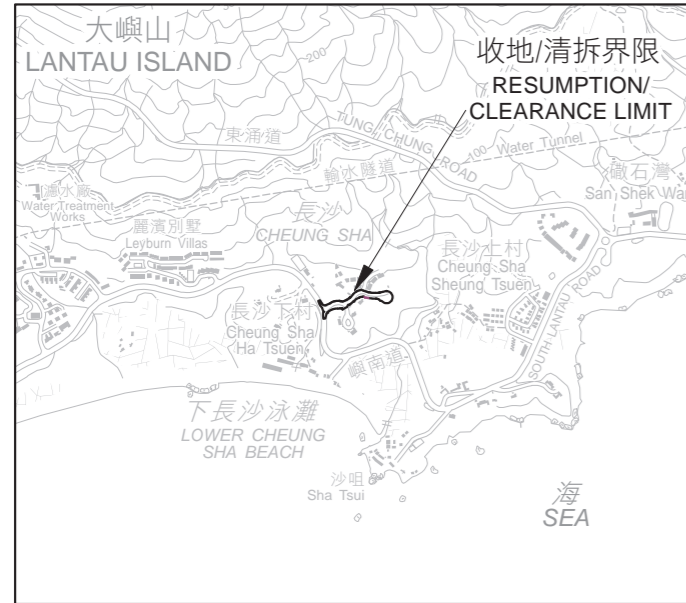 大嶼山
LANTAU ISLAND
200
收地/清拆界限
RESUMPTION/
CLEARANCE LIMIT
東涌道
TUNG CHUNG ROAD
100
Water Tunnel
輸水隧道
濾水廠
Water Treatment
Works
麗濱別墅
Leyburn Villas
長沙
CHEUNG SHA
石灣
San Shek Wa
長沙上村
Cheung Sha
Sheung Tsuen
長沙下村
Cheung Sha
Ha Tsuen
嶼南道
SOUTH LANTAU ROAD
下長沙泳灘
LOWER CHEUNG
SHA BEACH
沙咀
Sha Tsui
海
SEA